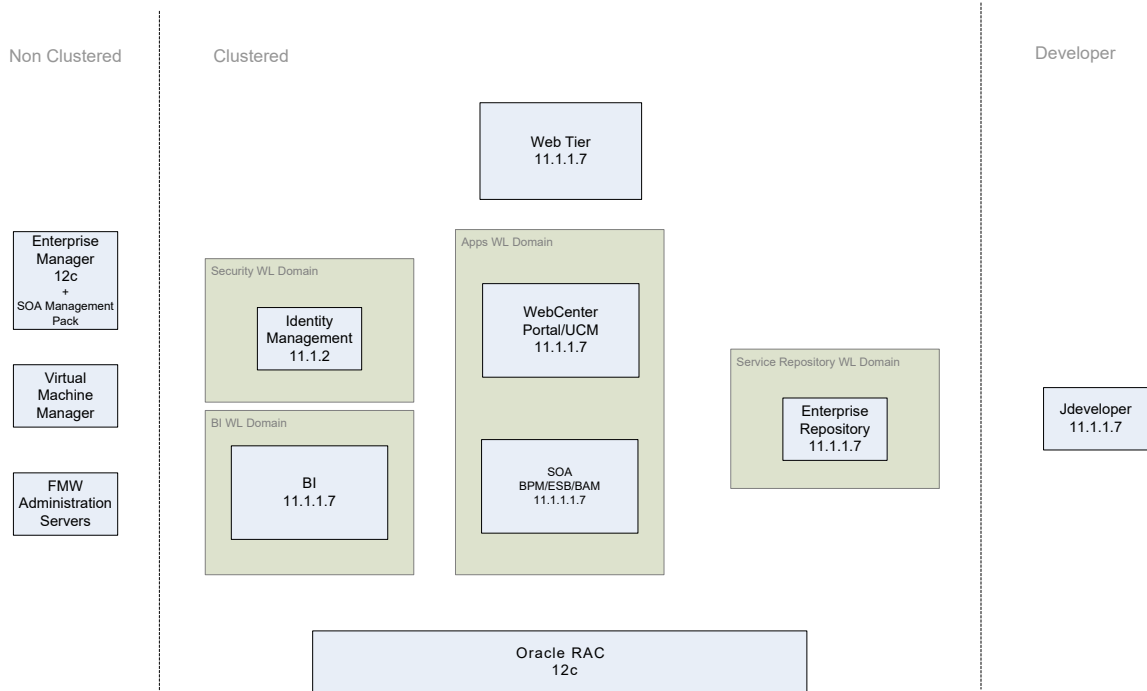 Non Clustered
Clustered
Developer
Web Tier
11.1.1.7
Enterprise
Manager
12c
+
SOA Management
Pack
Virtual
Machine
Manager
FMW
Administration
Servers
Security WL Domain
Identity
Management
11.1.2
BI WL Domain
BI
11.1.1.7
Apps WL Domain
WebCenter
Portal/UCM
11.1.1.7
SOA
BPM/ESB/BAM
11.1.1.1.7
Service Repository WL Domain
Enterprise
Repository
11.1.1.7
Jdeveloper
11.1.1.7
Oracle RAC
12c